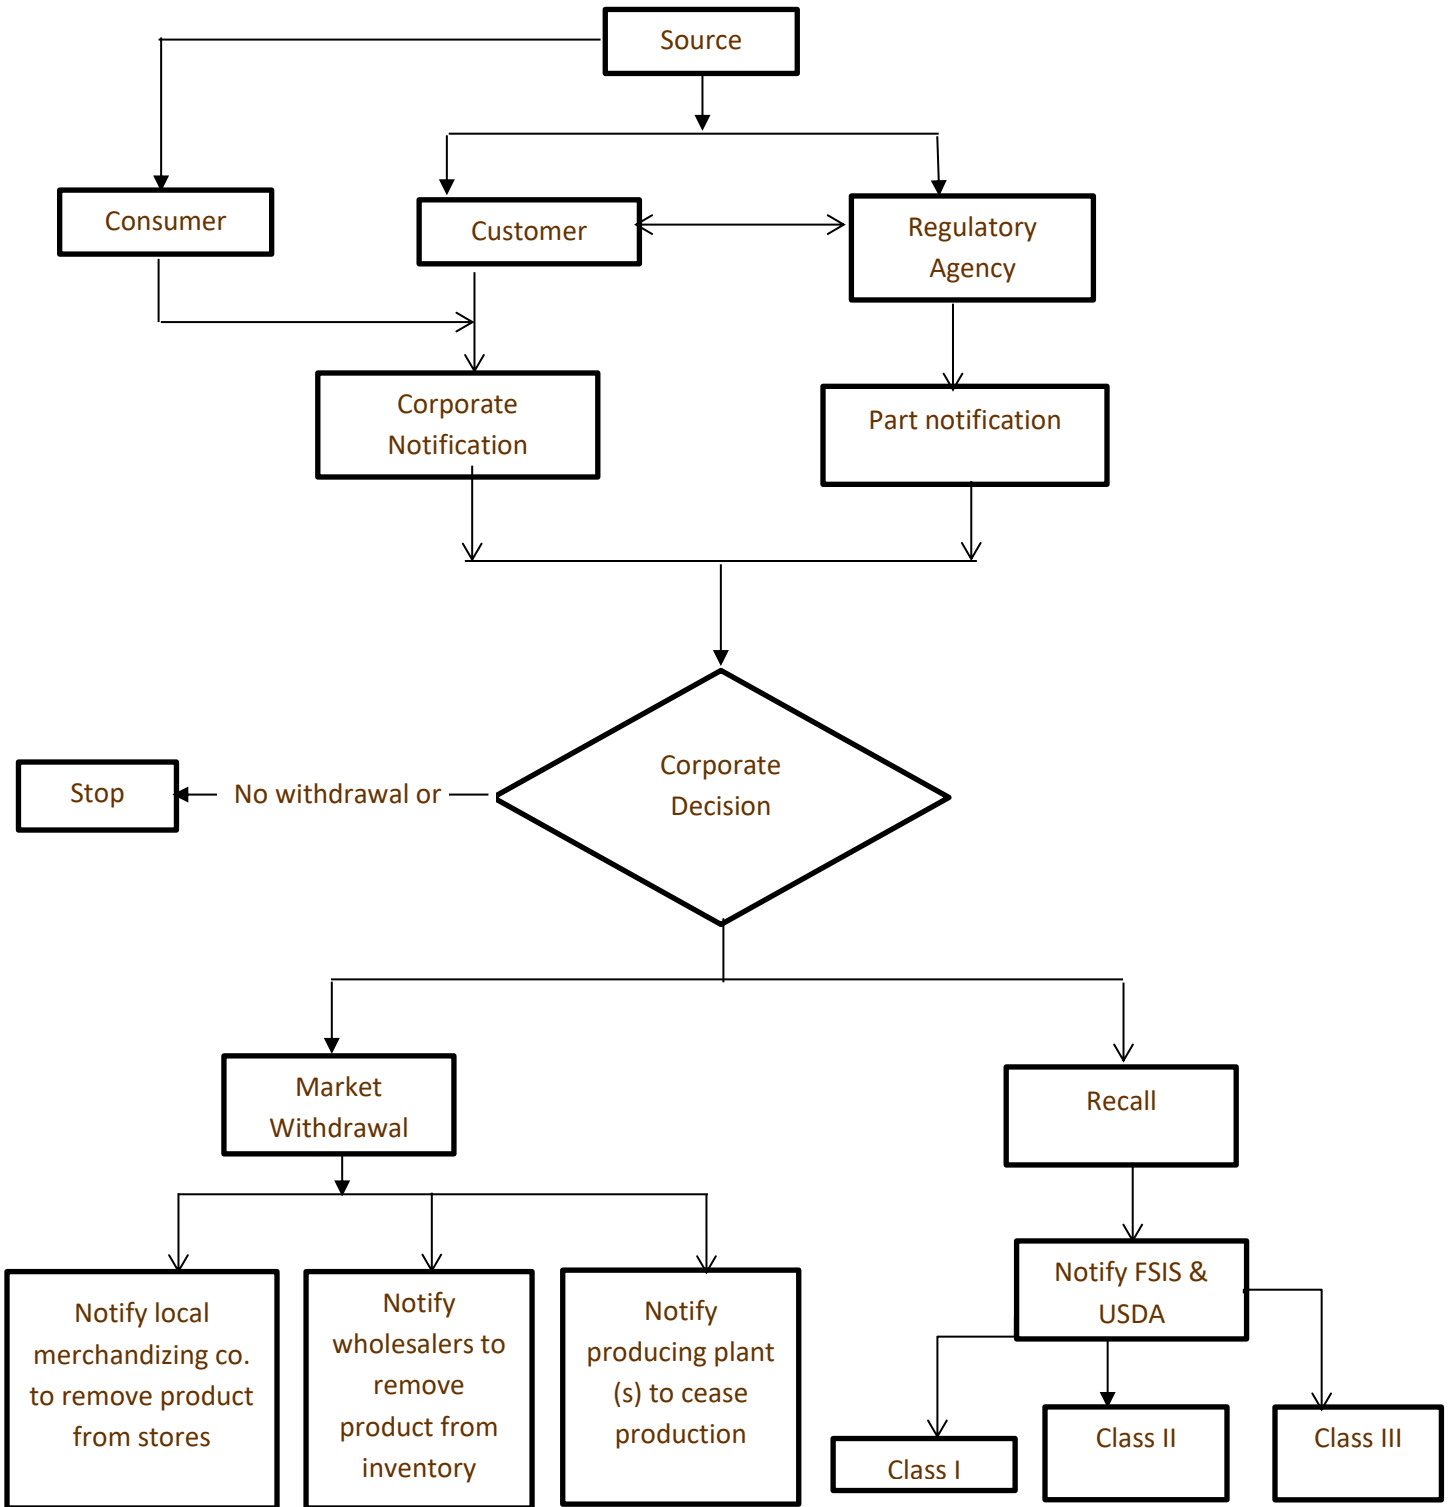 Source
Consumer
Customer
Regulatory
Agency
Corporate
Notification
Part notification
Corporate
Decision
Stop
No withdrawal or
Market
Withdrawal
Recall
Notify FSIS &
USDA
Notify local
merchandizing co.
to remove product
from stores
Notify
wholesalers to
remove
product from
inventory
Notify
producing plant
(s) to cease
production
Class I
Class II
Class III